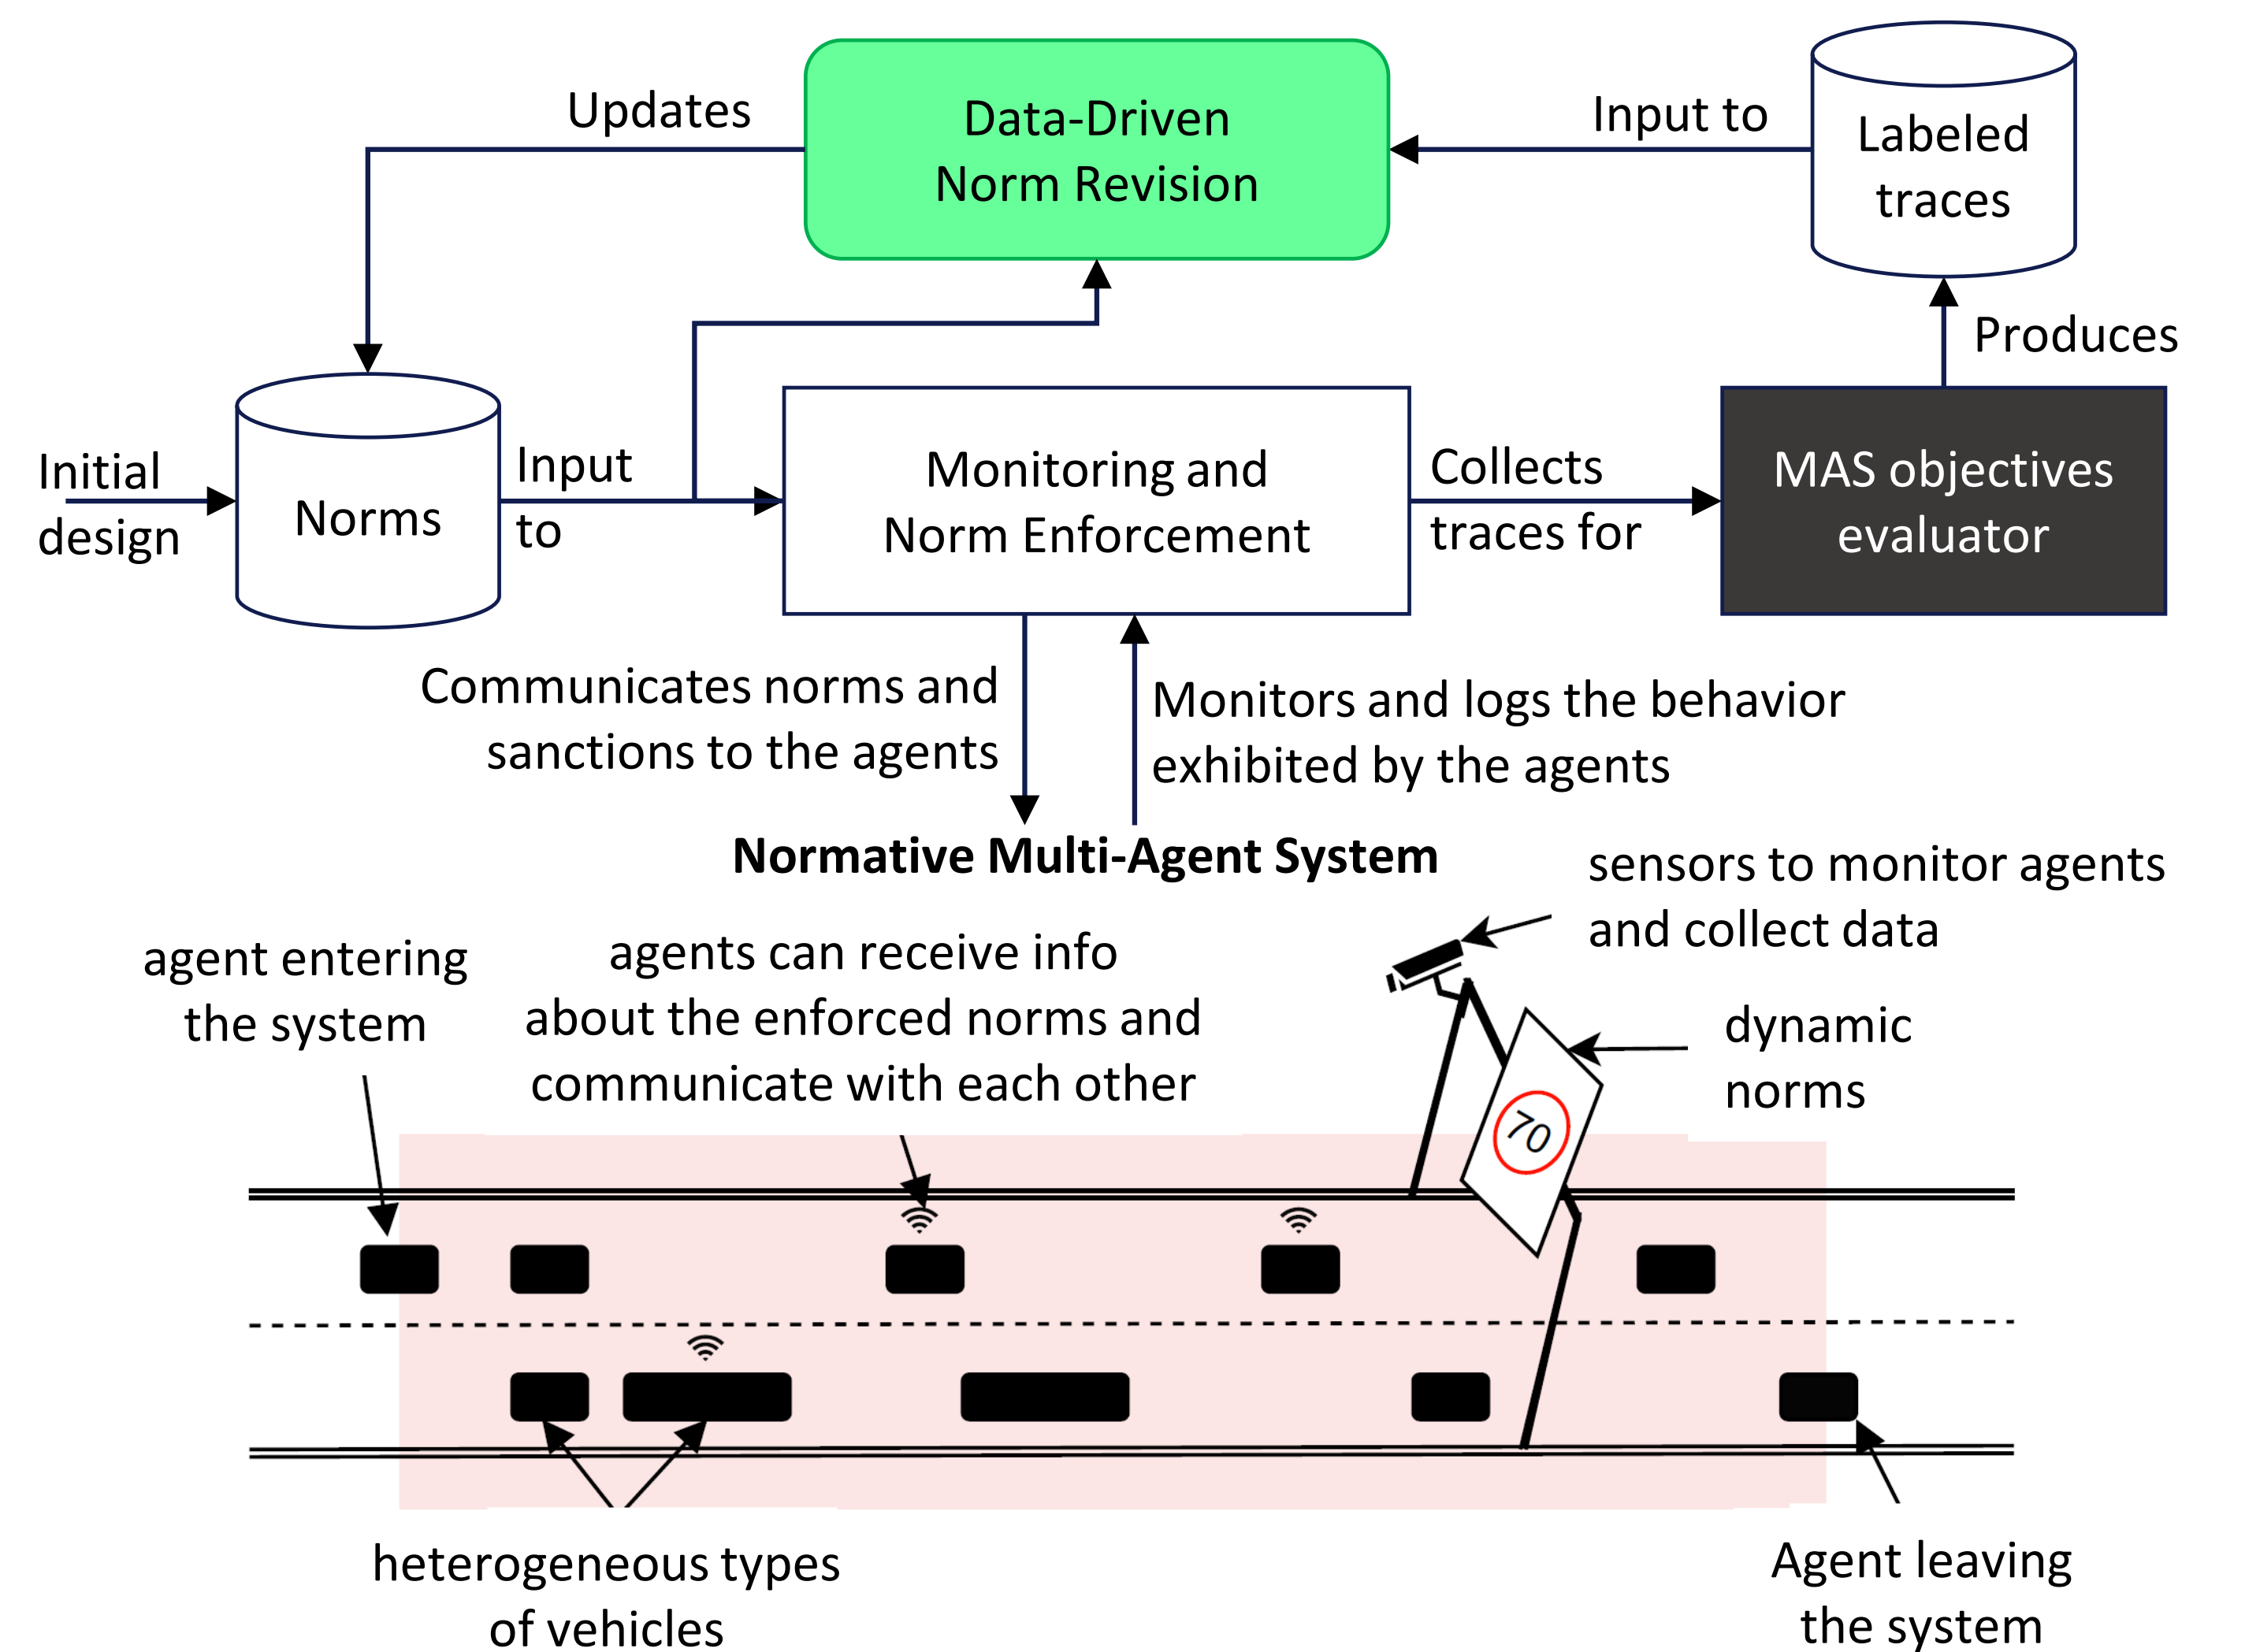 Updates
Data-Driven
Norm Revision
Input to
Labeled
traces
Produces
Initial
design
Norms
Input
to
Monitoring and
Norm Enforcement
Collects
traces for
MAS objectives
evaluator
Communicates norms and
sanctions to the agents
Monitors and logs the behavior
exhibited by the agents
Normative Multi-Agent System
sensors to monitor agents
and collect data
agent entering
the system
agents can receive info
about the enforced norms and
communicate with each other
dynamic
norms
70
heterogeneous types
of vehicles
Agent leaving
the system